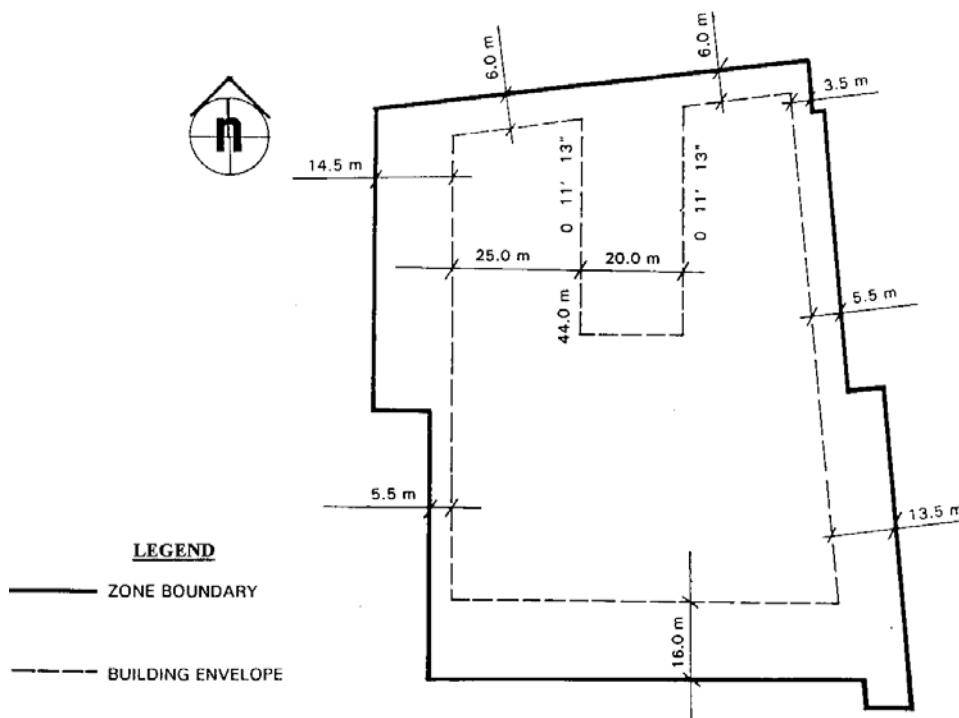 6.0 m
6.0 m
3.5 m
n
14.5 m
0 11' 13"
0 11' 13"
25.0 m
20.0 m
44.0 m
5.5 m
5.5 m
13.5 m
LEGEND
16.0 m
ZONE BOUNDARY
BUILDING ENVELOPE